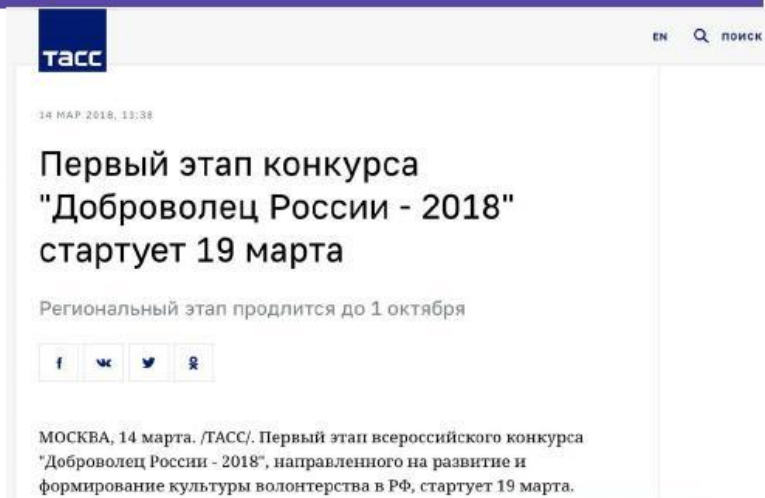 тасс
EN поиск
14 МАР 2018, 13:38
Первый этап конкурса
"Доброволец России - 2018"
стартует 19 марта
Региональный этап продлится до 1 октября
МОСКВА, 14 марта. /ТАСС/. Первый этап всероссийского конкурса
"Доброволец России - 2018", направленного на развитие и
формирование культуры волонтерства в РФ, стартует 19 марта.